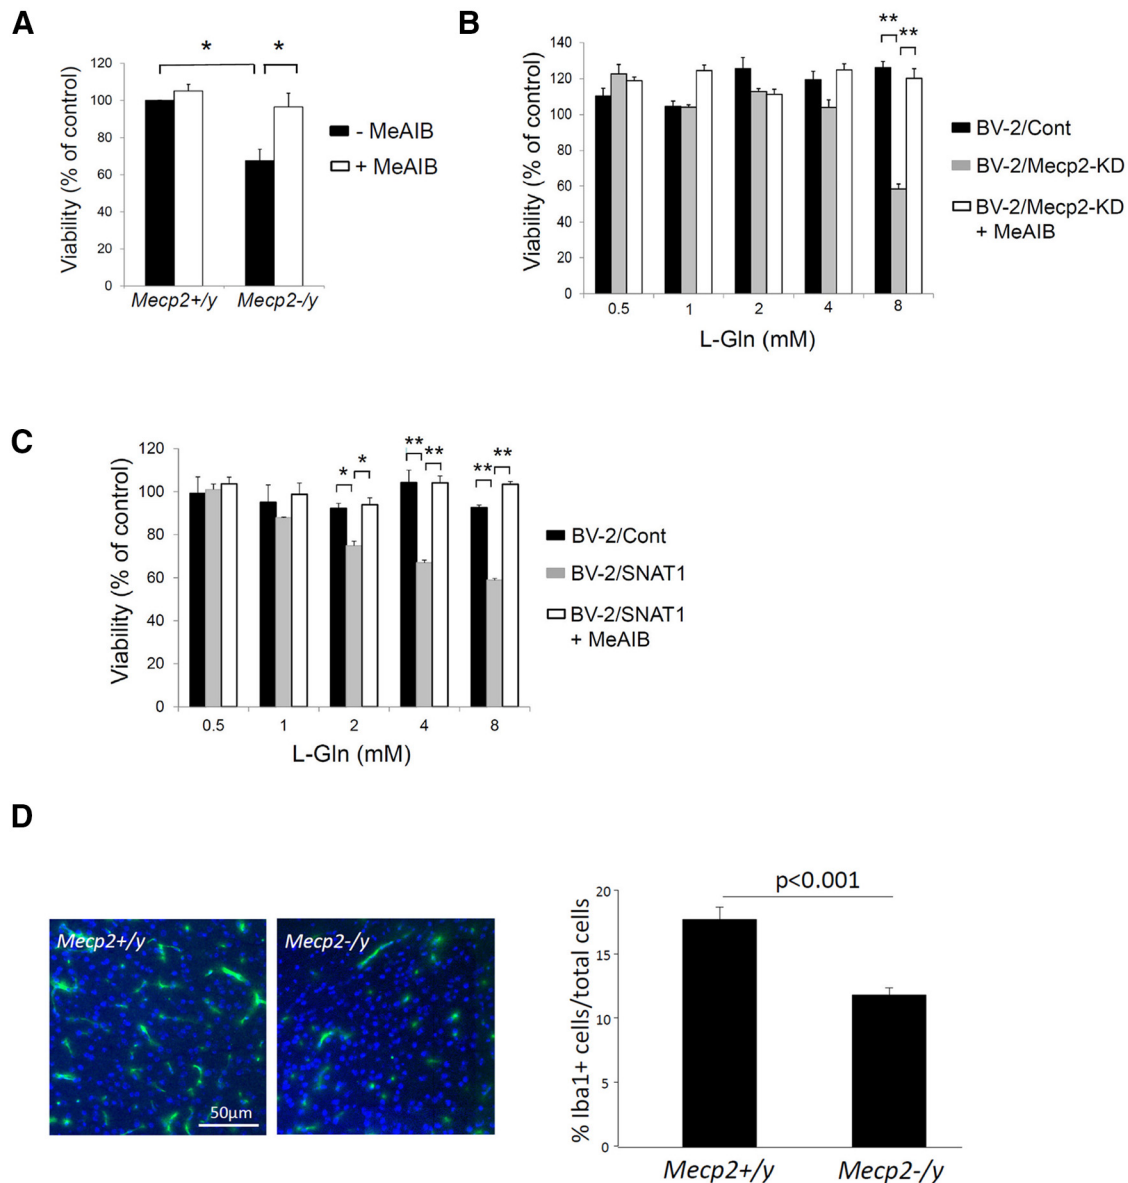 A
Viability (% of control)
120
100
80
60
40
20
0
*
*
Mecp2+/y
Mecp2-/y
- MeAIB
+ MeAIB
B
Viability (% of control)
140
120
100
80
60
40
20
0
**
**
0.5
1
2
4
8
L-Gln (mM)
BV-2/Cont
BV-2/Mecp2-KD
BV-2/Mecp2-KD
+ MeAIB
C
Viability (% of control)
120
100
80
60
40
20
0
*
*
**
**
**
**
0.5
1
2
4
8
L-Gln (mM)
BV-2/Cont
BV-2/SNAT1
BV-2/SNAT1
+ MeAIB
D
Mecp2+/y
50µm
Mecp2-/y
% Iba1+ cells/total cells
20
15
10
5
0
p<0.001
Mecp2+/y
Mecp2-/y